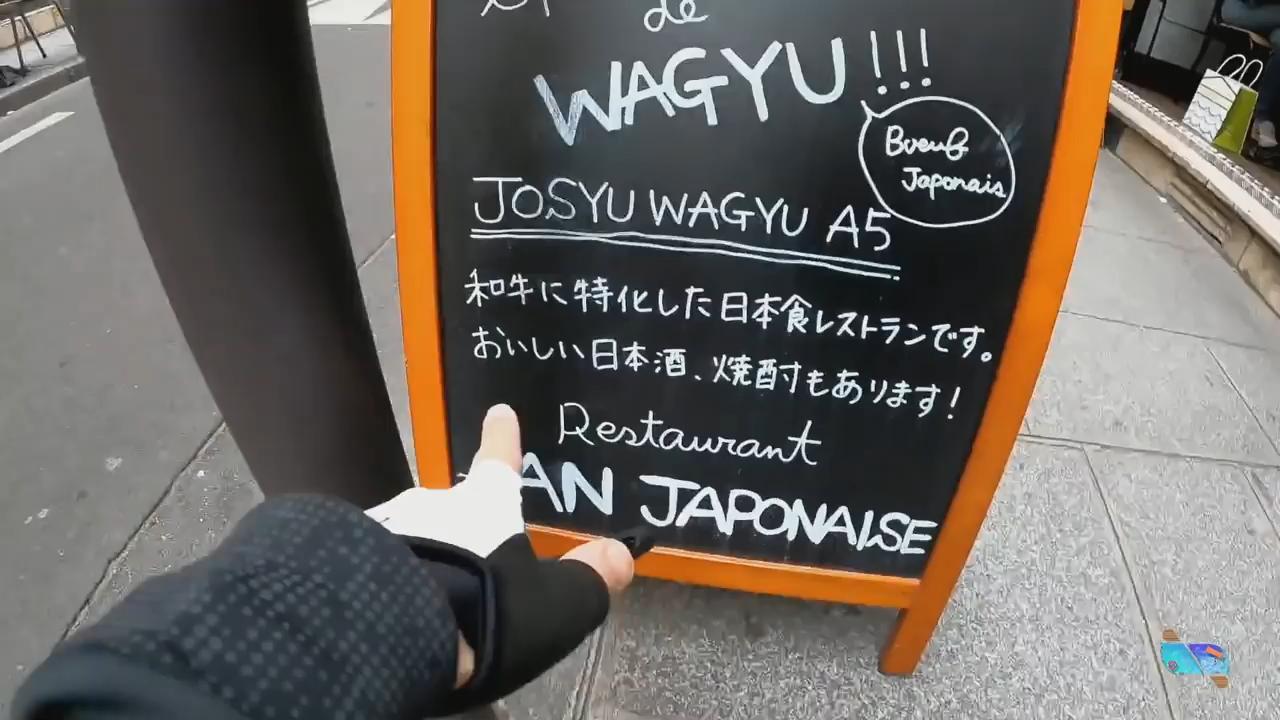 de
WAGYU!!!
Boeuf
Japonais
JOSYU WAGYU A5
和牛に特化した日本食レストランです。
おいしい日本酒、焼酎もあります!
Restaurant
JAPONAISE